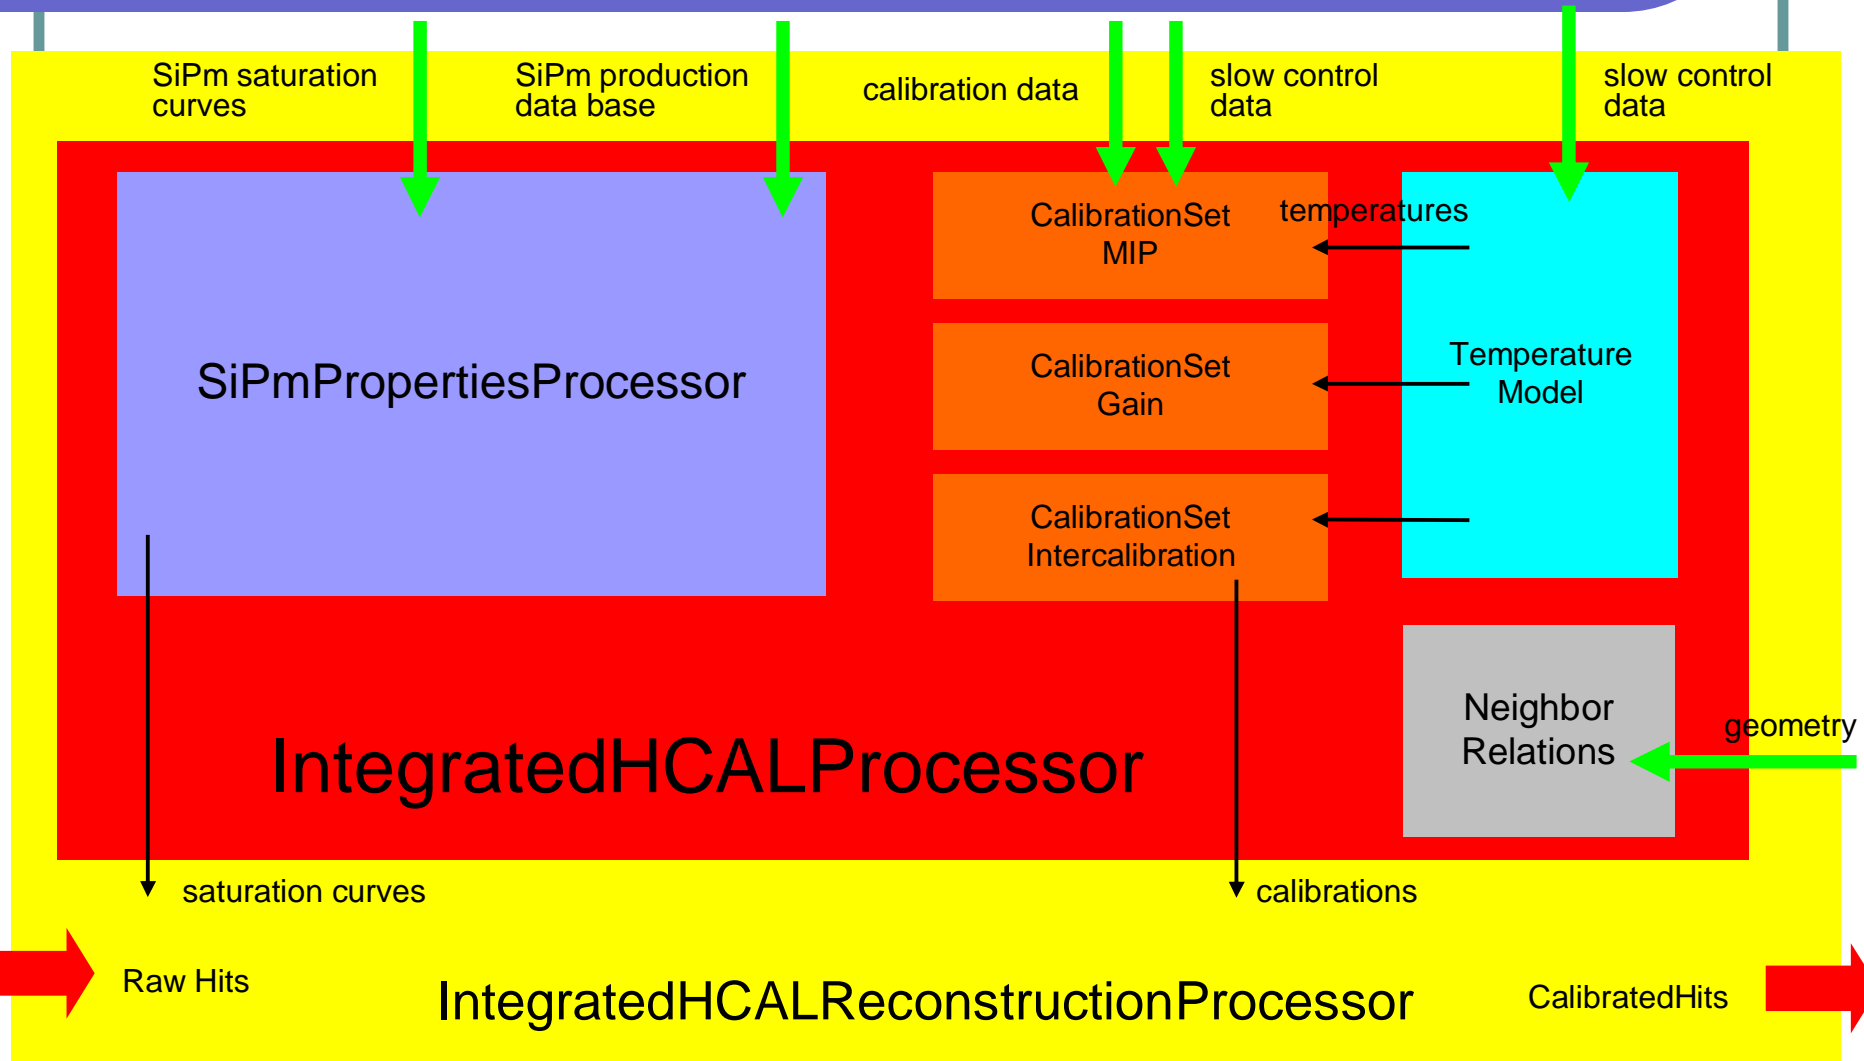 SiPm saturation
curves
SiPm production
data base
calibration data
slow control
data
slow control
data
CalibrationSet
MIP
temperatures
SiPmPropertiesProcessor
CalibrationSet
Gain
Temperature
Model
CalibrationSet
Intercalibration
Neighbor
Relations
geometry
IntegratedHCALProcessor
saturation curves
calibrations
Raw Hits
IntegratedHCALReconstructionProcessor
CalibratedHits